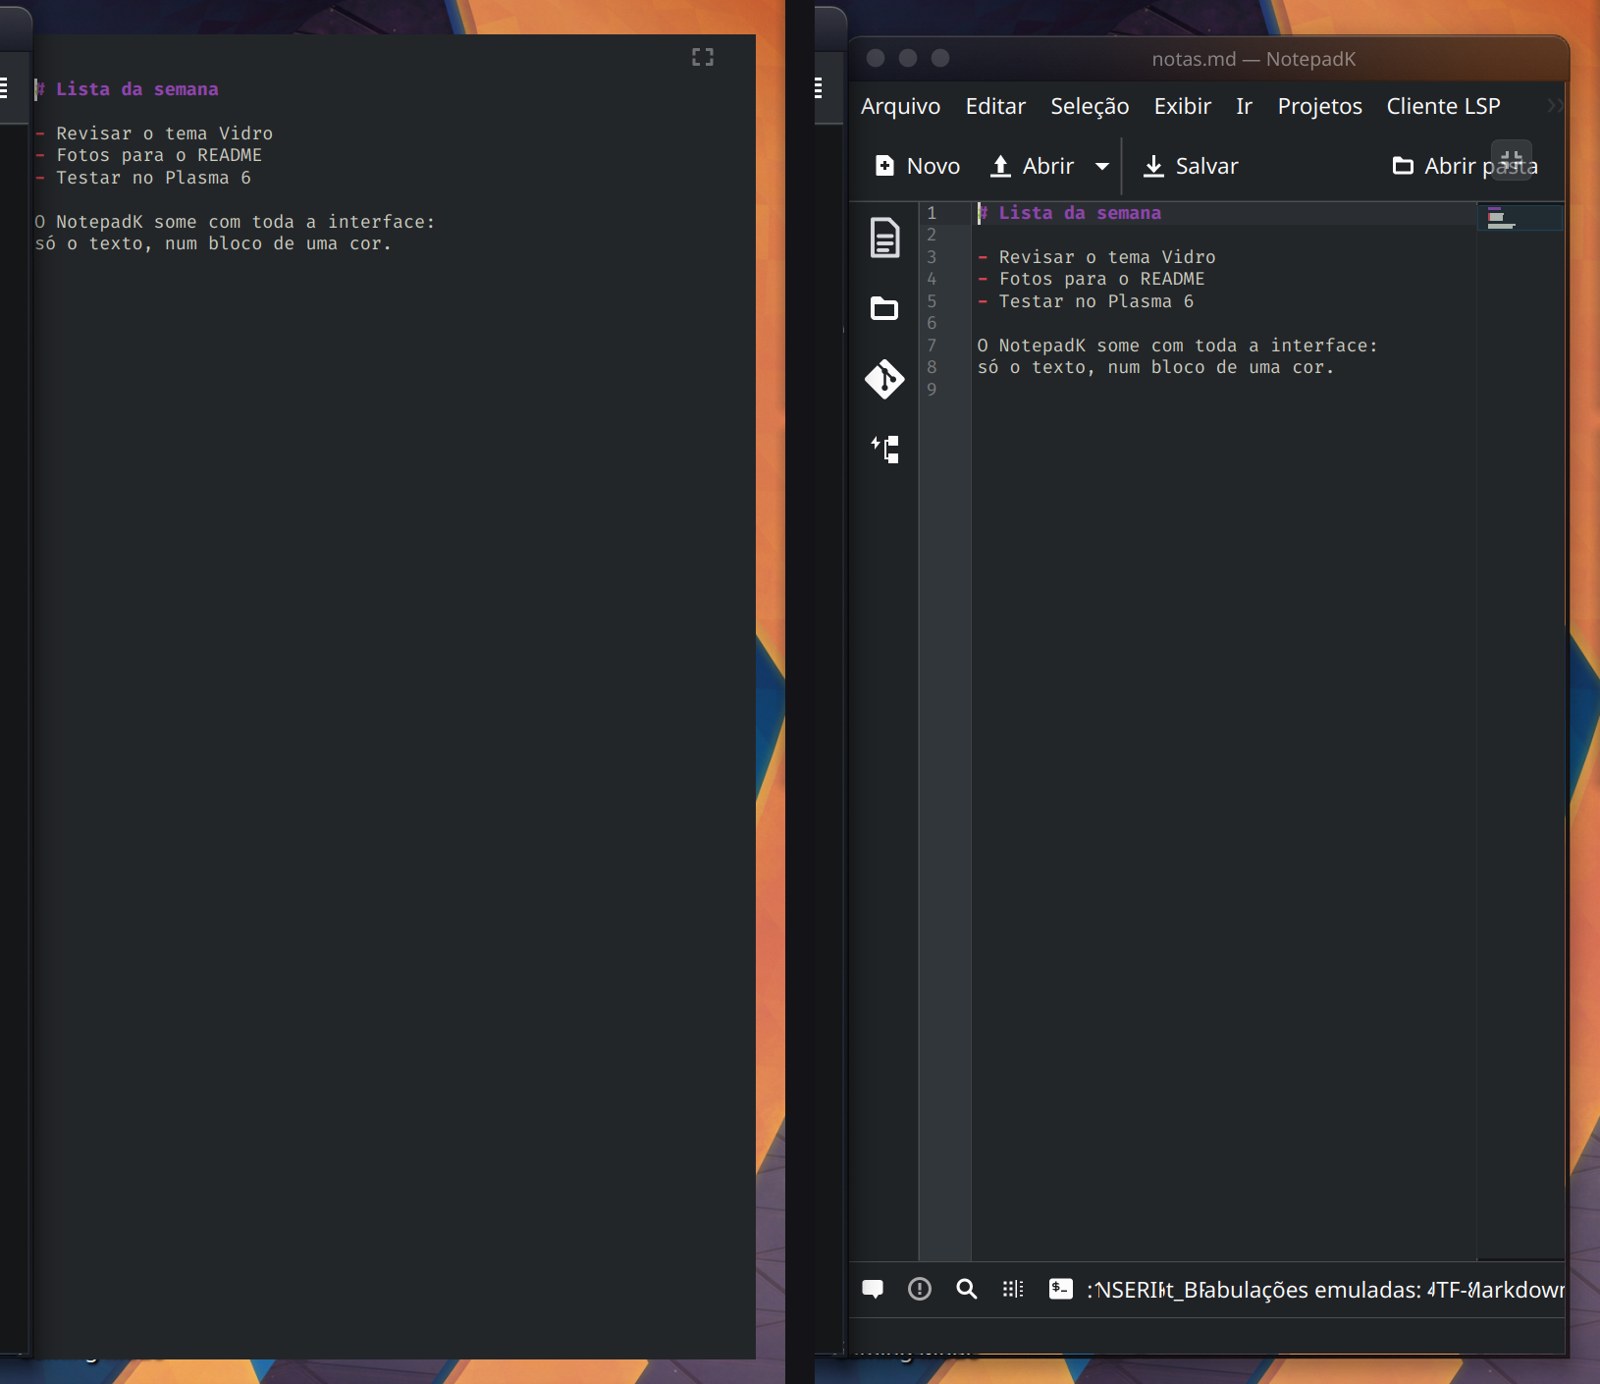 # Lista da semana
- Revisar o tema Vidro
- Fotos para o README
- Testar no Plasma 6
O NotepadK some com toda a interface:
só o texto, num bloco de uma cor.
notas.md — NotepadK
Arquivo Editar Seleção Exibir Ir Projetos Cliente LSP
Novo Abrir Salvar Abrir pasta
1 # Lista da semana
2
3 - Revisar o tema Vidro
4 - Fotos para o README
5 - Testar no Plasma 6
6
7 O NotepadK some com toda a interface:
8 só o texto, num bloco de uma cor.
9
emuladas: